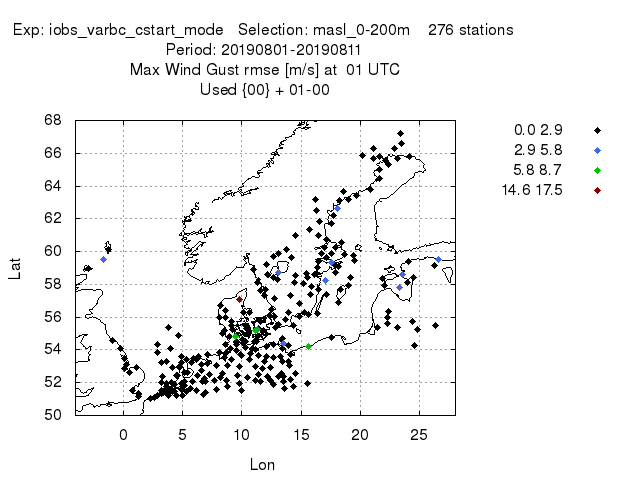 Exp: iobs_varbc_cstart_mode   Selection: masl_0-200m    276 stations
Period: 20190801-20190811
Max Wind Gust rmse [m/s] at  01 UTC
Used {00} + 01-00
68
66
64
62
60
58
56
54
52
50
Lat
0 5 10 15 20 25
Lon
0.0 2.9
2.9 5.8
5.8 8.7
14.6 17.5